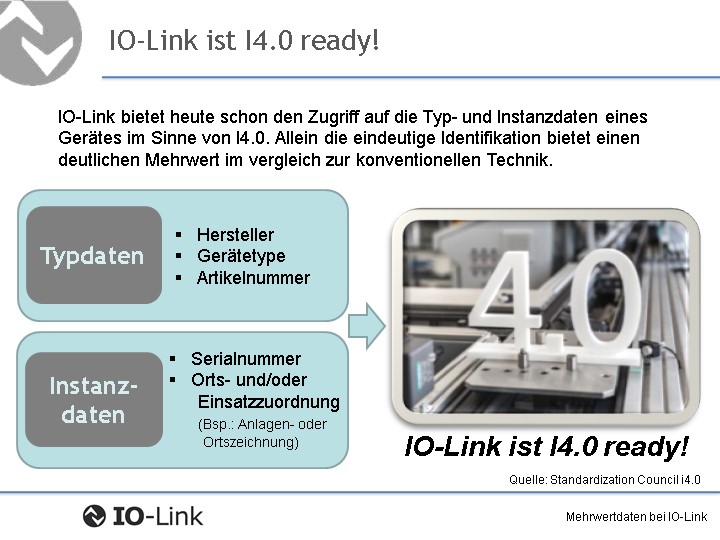 IO-Link ist I4.0 ready!
IO-Link bietet heute schon den Zugriff auf die Typ- und Instanzdaten eines
Gerätes im Sinne von I4.0. Allein die eindeutige Identifikation bietet einen
deutlichen Mehrwert im vergleich zur konventionellen Technik.
Typdaten
▪ Hersteller
▪ Gerätetype
▪ Artikelnummer
Instanz-
daten
▪ Serialnummer
▪ Orts- und/oder
Einsatzzuordnung
(Bsp.: Anlagen- oder
Ortszeichnung)
4.0
IO-Link ist I4.0 ready!
Quelle: Standardization Council i4.0
IO-Link
Mehrwertdaten bei IO-Link